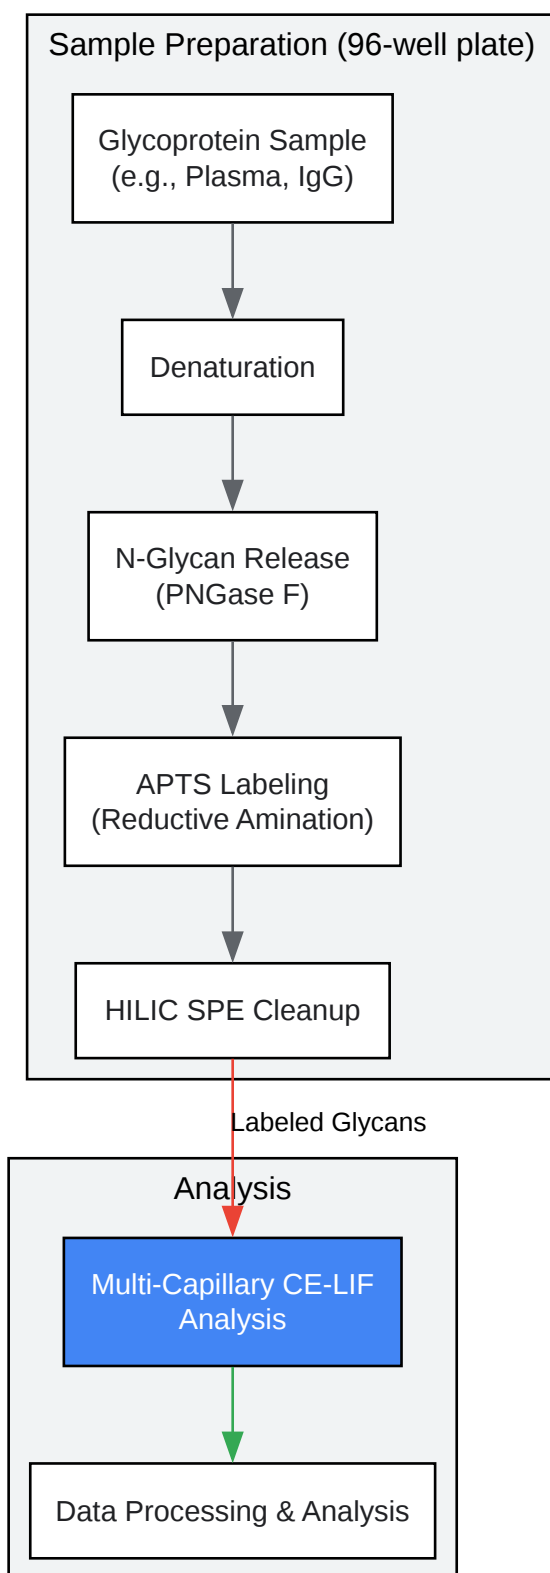 Sample Preparation (96-well plate)
Glycoprotein Sample
(e.g., Plasma, IgG)
Denaturation
N-Glycan Release
(PNGase F)
APTS Labeling
(Reductive Amination)
HILIC SPE Cleanup
Labeled Glycans
Analysis
Multi-Capillary CE-LIF
Analysis
Data Processing & Analysis